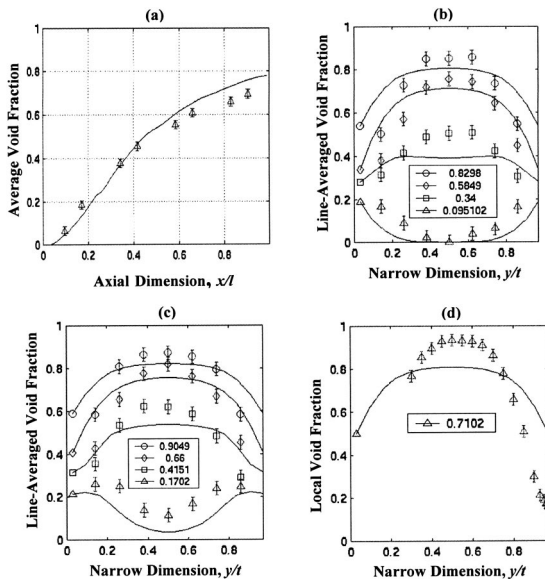 (a)
Average Void Fraction
1
0.8
0.6
0.4
0.2
0
0 0.2 0.4 0.6 0.8 1
Axial Dimension, x/l
(b)
Line-Averaged Void Fraction
1
0.8
0.6
0.4
0.2
0
0.8298
0.5849
0.34
0.095102
0 0.2 0.4 0.6 0.8 1
Narrow Dimension, y/t
(c)
Line-Averaged Void Fraction
1
0.8
0.6
0.4
0.2
0
0.9049
0.66
0.4151
0.1702
0 0.2 0.4 0.6 0.8 1
Narrow Dimension, y/t
(d)
Local Void Fraction
1
0.8
0.6
0.4
0.2
0
0.7102
0 0.2 0.4 0.6 0.8 1
Narrow Dimension, y/t